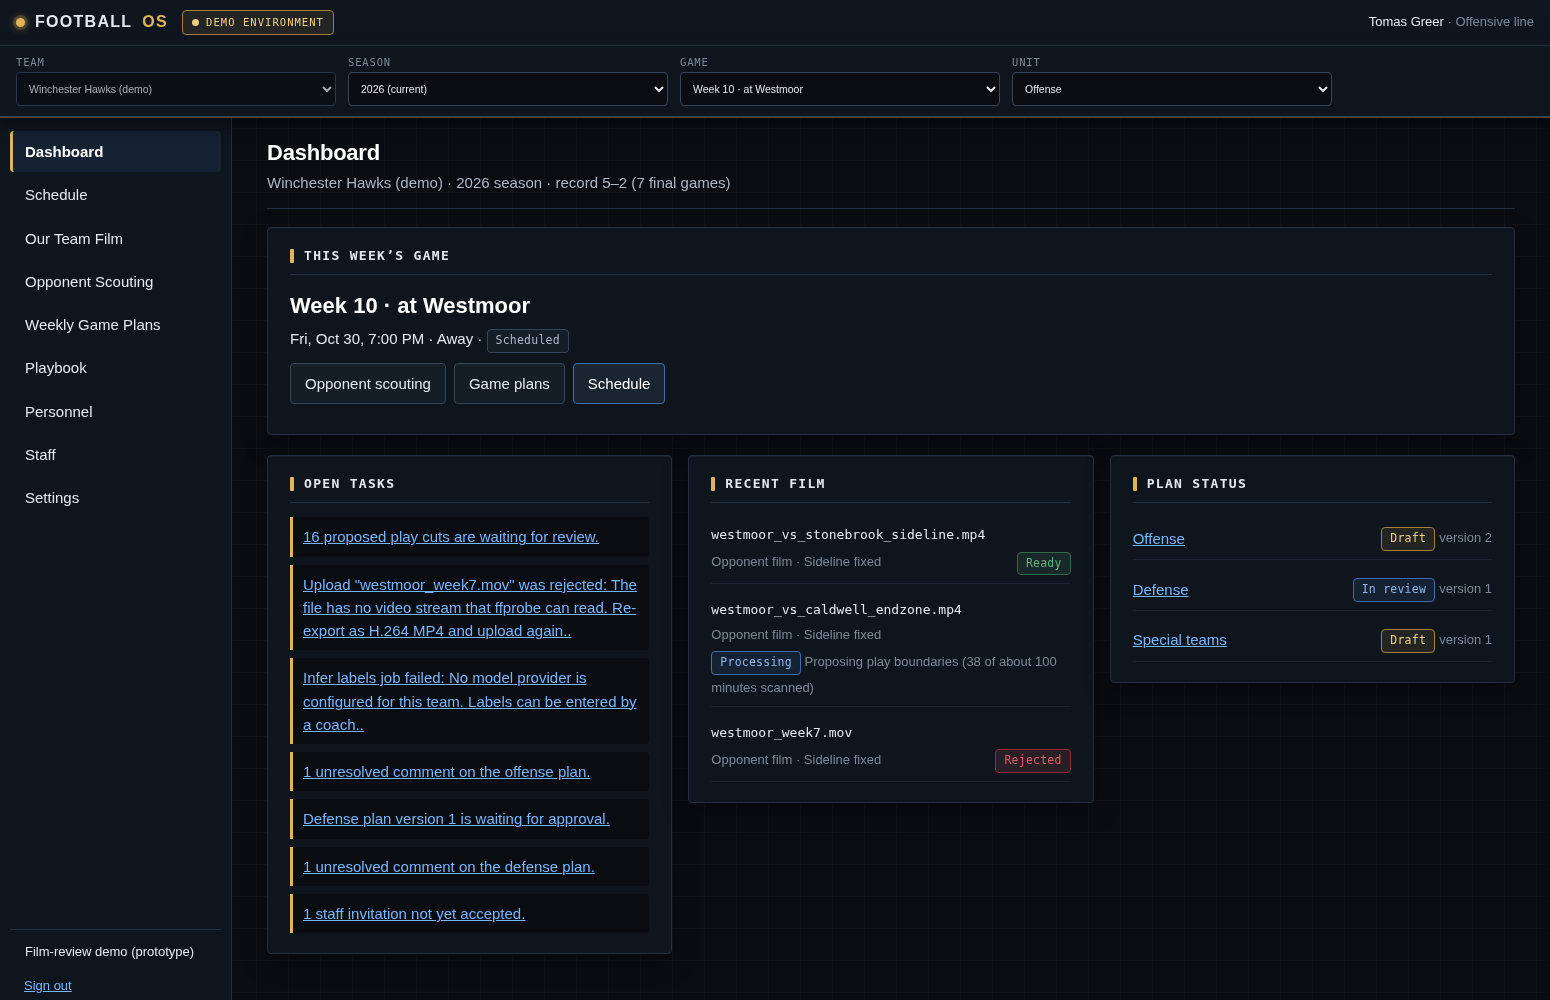 FOOTBALL OS
DEMO ENVIRONMENT
Tomas Greer · Offensive line
TEAM
Winchester Hawks (demo)
SEASON
2026 (current)
GAME
Week 10 · at Westmoor
UNIT
Offense
Dashboard
Schedule
Our Team Film
Opponent Scouting
Weekly Game Plans
Playbook
Personnel
Staff
Settings
Film-review demo (prototype)
Sign out
Dashboard
Winchester Hawks (demo) · 2026 season · record 5–2 (7 final games)
THIS WEEK’S GAME
Week 10 · at Westmoor
Fri, Oct 30, 7:00 PM · Away · Scheduled
Opponent scouting
Game plans
Schedule
OPEN TASKS
16 proposed play cuts are waiting for review.
Upload "westmoor_week7.mov" was rejected: The
file has no video stream that ffprobe can read. Re-
export as H.264 MP4 and upload again..
Infer labels job failed: No model provider is
configured for this team. Labels can be entered by
a coach..
1 unresolved comment on the offense plan.
Defense plan version 1 is waiting for approval.
1 unresolved comment on the defense plan.
1 staff invitation not yet accepted.
RECENT FILM
westmoor_vs_stonebrook_sideline.mp4
Opponent film · Sideline fixed
Ready
westmoor_vs_caldwell_endzone.mp4
Opponent film · Sideline fixed
Processing Proposing play boundaries (38 of about 100
minutes scanned)
westmoor_week7.mov
Opponent film · Sideline fixed
Rejected
PLAN STATUS
Offense
Draft version 2
Defense
In review version 1
Special teams
Draft version 1